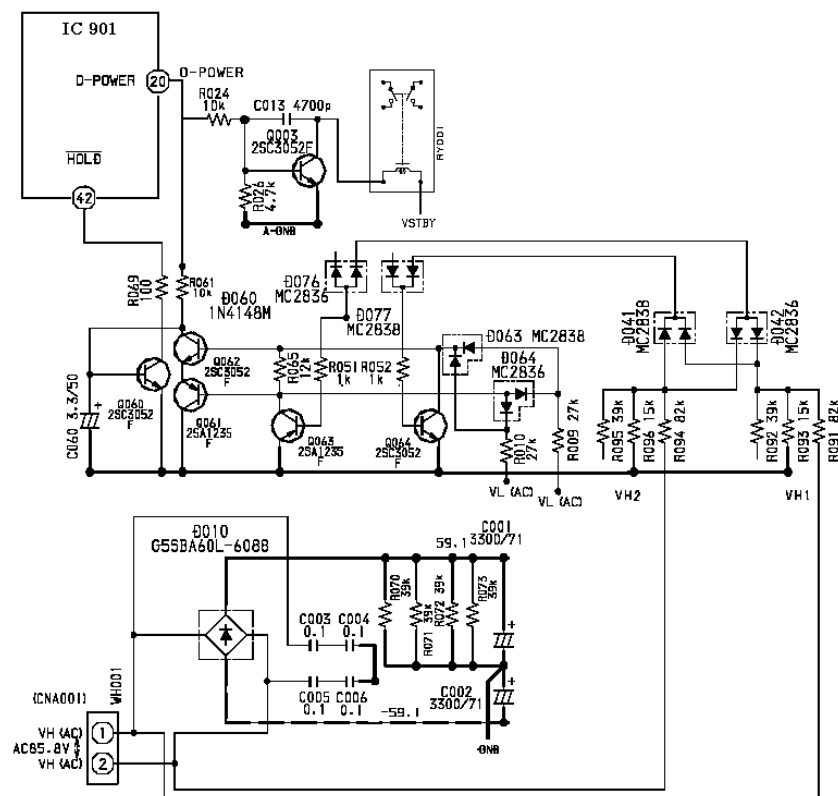 IC 901
D-POWER
20
O-POWER
R024
10k
C013 4700p
Q003
2SC3052F
R026
4.7k
A-GND
RY001
VSTBY
HOLD
42
R069
100
R061
10k
D060
1N4148M
D076
MC2836
D077
MC2838
D063 MC2838
D064
MC2836
D041
MC2838
D042
MC2836
Q062
2SC3052
F
R065
12k
R051
1k
R052
1k
C060 3.3/50
Q060
2SC3052
F
Q061
2SA1235
F
Q063
2SA1235
F
Q064
2SC3052
F
R010
27k
R009 27k
VL (AC)
VL (AC)
R095 39k
R096 15k
R094 82k
R092 39k
R093 15k
R091 82k
VH2
VH1
D010
G5SBA60L-6088
59.1
C001
3300/71
R070
39k
39k
R071
R072 39k
R073
39k
C003
0.1
C004
0.1
C005
0.1
C006
0.1
C002
3300/71
-59.1
GND
(CNA001)
WH001
VH (AC)
1
AC85.8V
VH (AC)
2